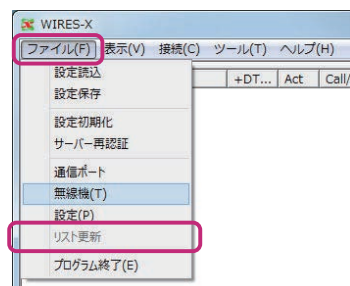 WIRES-X
ファイル(F) 表示(V) 接続(C) ツール(T) ヘルプ(H)
+DT... Act Call/
設定読込
設定保存
設定初期化
サーバー再認証
通信ポート
無線機(T)
設定(P)
リスト更新
プログラム終了(E)